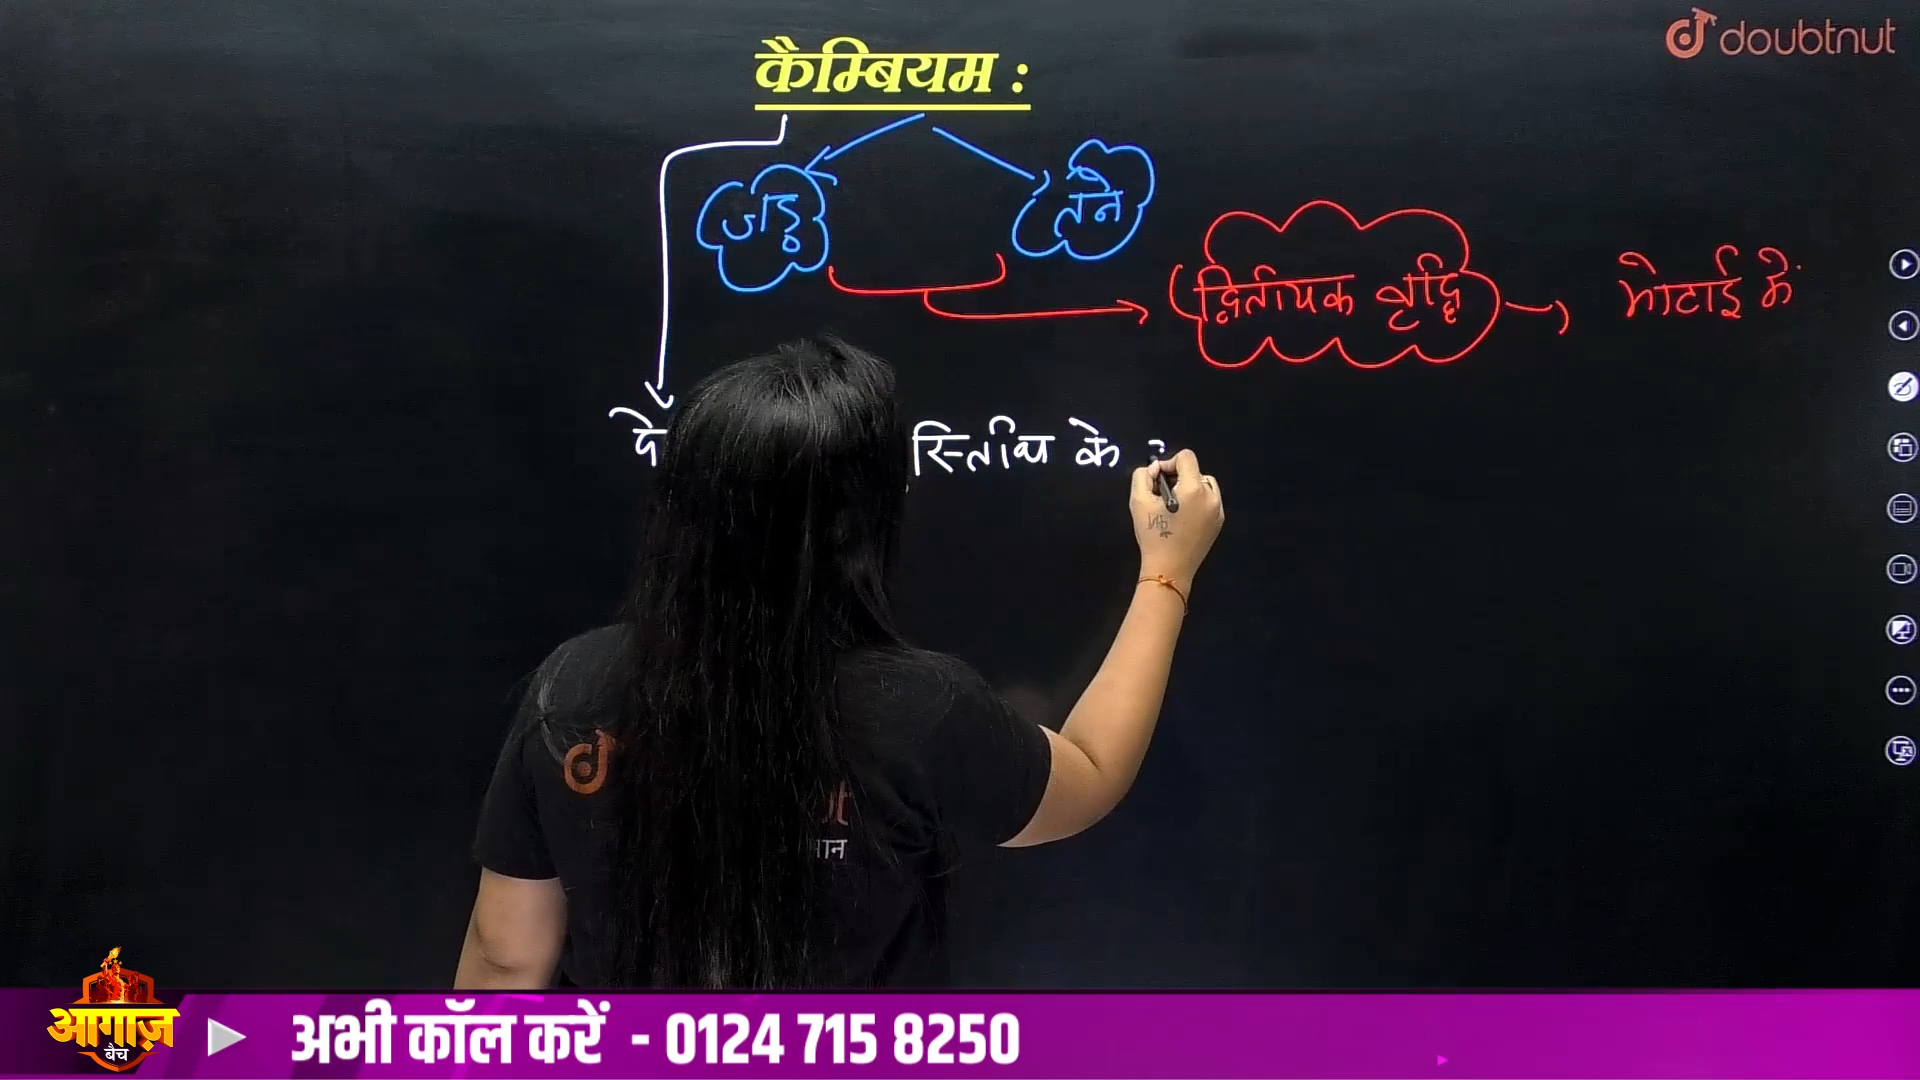 doubtnut
कैम्बियम :
जड़
तने
द्वितीयक वृद्धि
मोटाई में
के
मान
आगाज़
बैच
अभी कॉल करें - 0124 715 8250